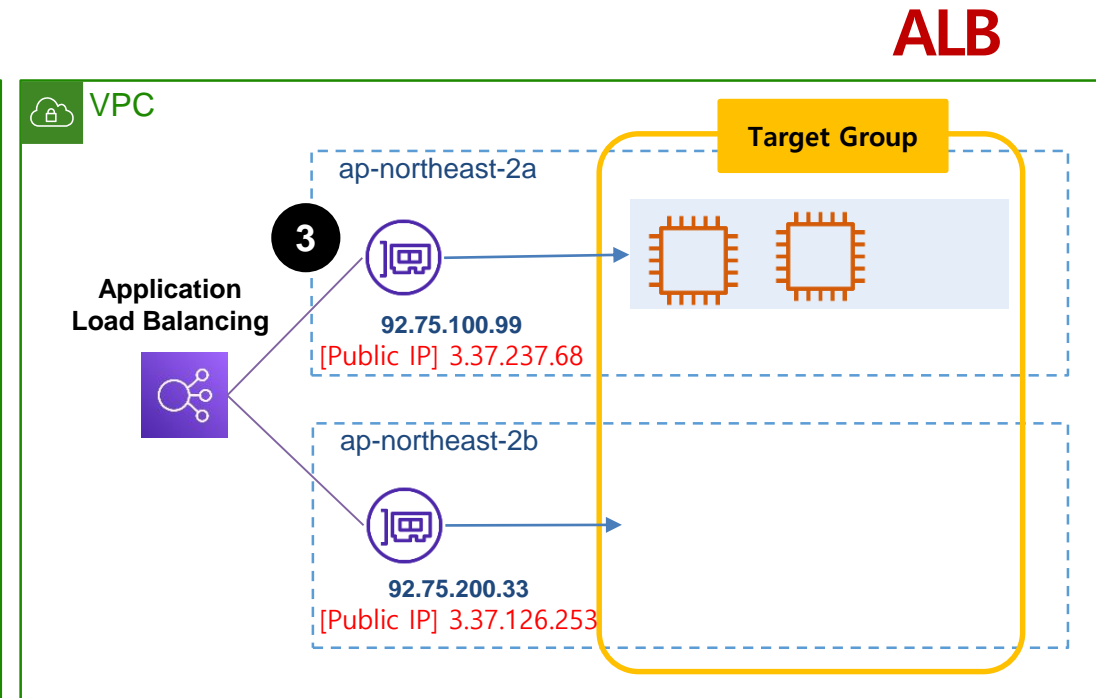 ALB
VPC
Target Group
ap-northeast-2a
3
Application
Load Balancing
92.75.100.99
[Public IP] 3.37.237.68
ap-northeast-2b
92.75.200.33
[Public IP] 3.37.126.253